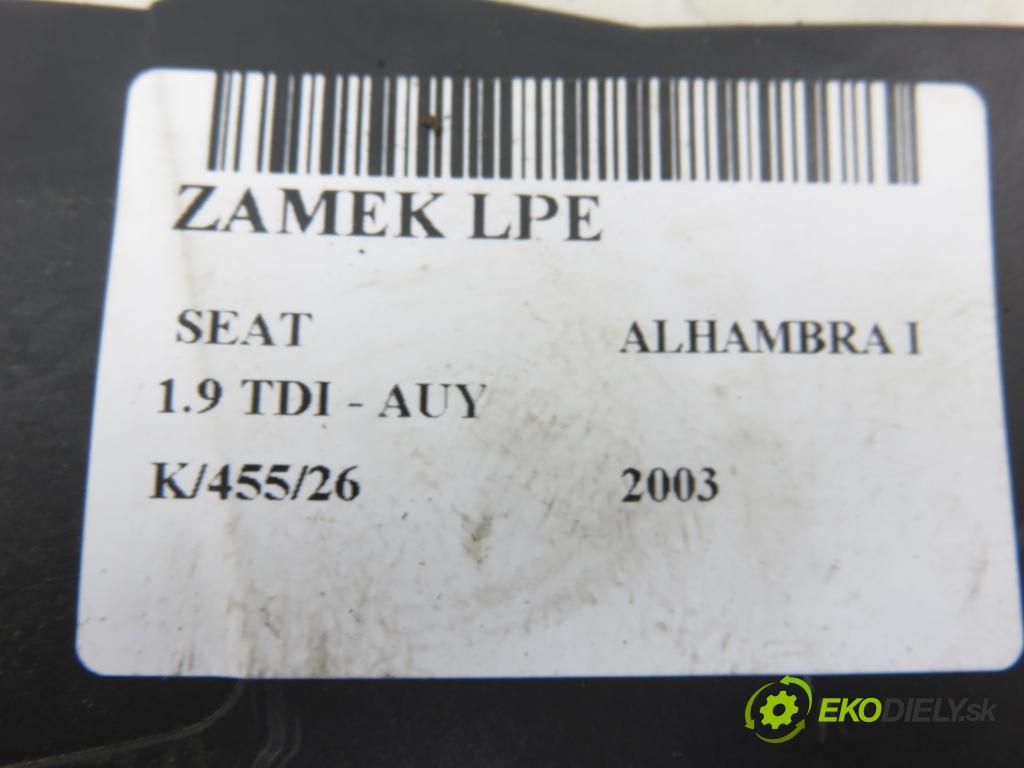 ZAMEK LPE
SEAT ALHAMBRA I
1.9 TDI - AUY
K/455/26 2003
EKODIELY.sk